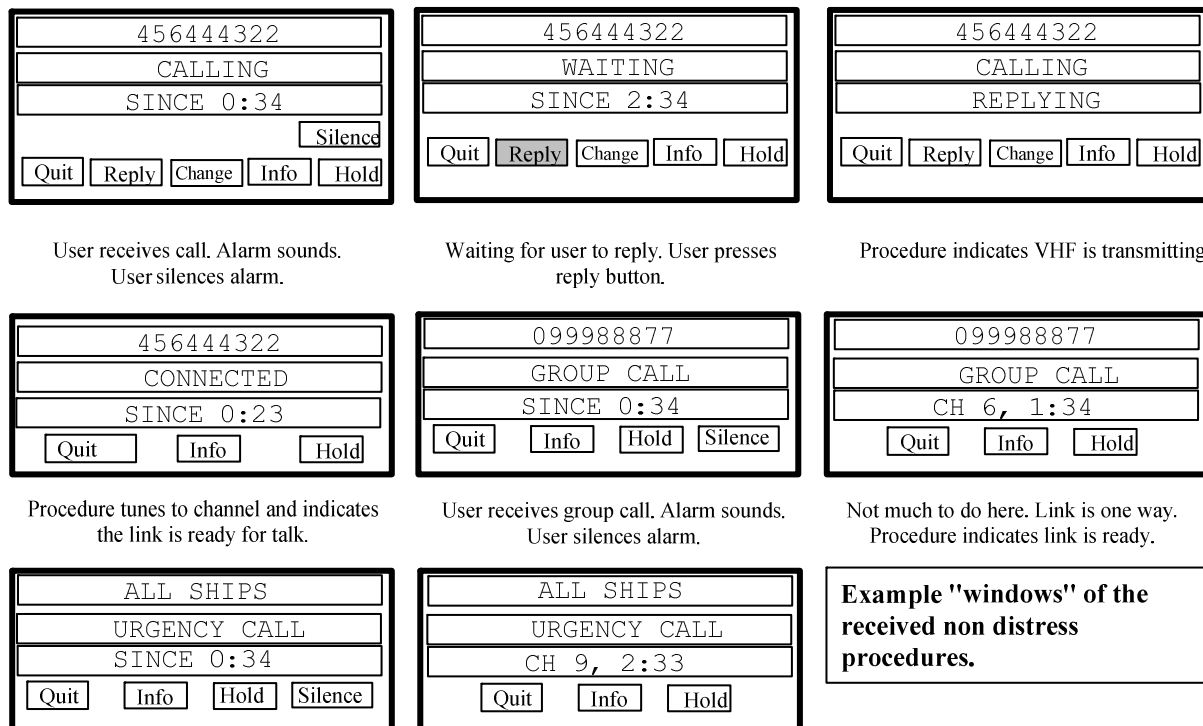 456444322
CALLING
SINCE 0:34
Silence
Quit Reply Change Info Hold
User receives call. Alarm sounds.
User silences alarm.
456444322
WAITING
SINCE 2:34
Quit Reply Change Info Hold
Waiting for user to reply. User presses
reply button.
456444322
CALLING
REPLYING
Quit Reply Change Info Hold
Procedure indicates VHF is transmitting
456444322
CONNECTED
SINCE 0:23
Quit Info Hold
Procedure tunes to channel and indicates
the link is ready for talk.
099988877
GROUP CALL
SINCE 0:34
Quit Info Hold Silence
User receives group call. Alarm sounds.
User silences alarm.
099988877
GROUP CALL
CH 6, 1:34
Quit Info Hold
Not much to do here. Link is one way.
Procedure indicates link is ready.
ALL SHIPS
URGENCY CALL
SINCE 0:34
Quit Info Hold Silence
ALL SHIPS
URGENCY CALL
CH 9, 2:33
Quit Info Hold
Example "windows" of the
received non distress
procedures.